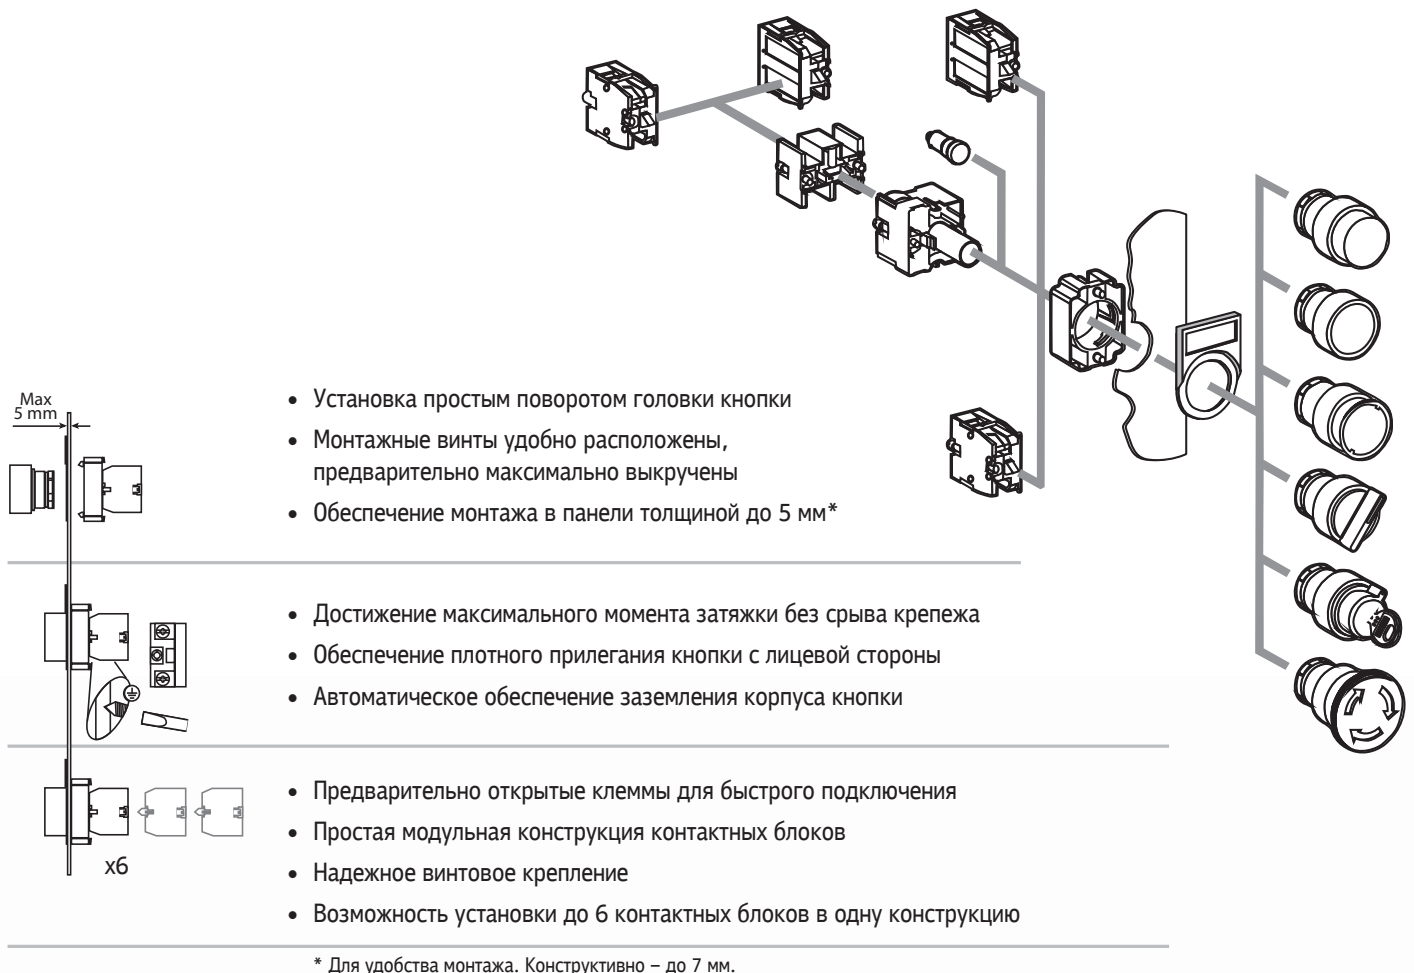 Max
5 mm
• Установка простым поворотом головки кнопки
• Монтажные винты удобно расположены,
предварительно максимально выкручены
• Обеспечение монтажа в панели толщиной до 5 мм*
• Достижение максимального момента затяжки без срыва крепежа
• Обеспечение плотного прилегания кнопки с лицевой стороны
• Автоматическое обеспечение заземления корпуса кнопки
• Предварительно открытые клеммы для быстрого подключения
• Простая модульная конструкция контактных блоков
• Надежное винтовое крепление
• Возможность установки до 6 контактных блоков в одну конструкцию
x6
* Для удобства монтажа. Конструктивно – до 7 мм.